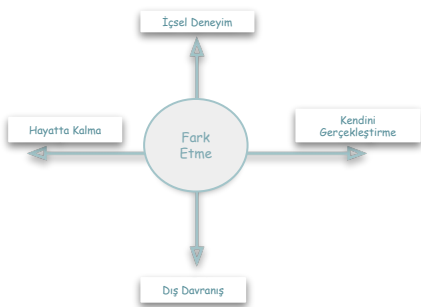 İçsel Deneyim
Hayatta Kalma
Fark
Etme
Kendini
Gerçekleştirme
Dış Davranış